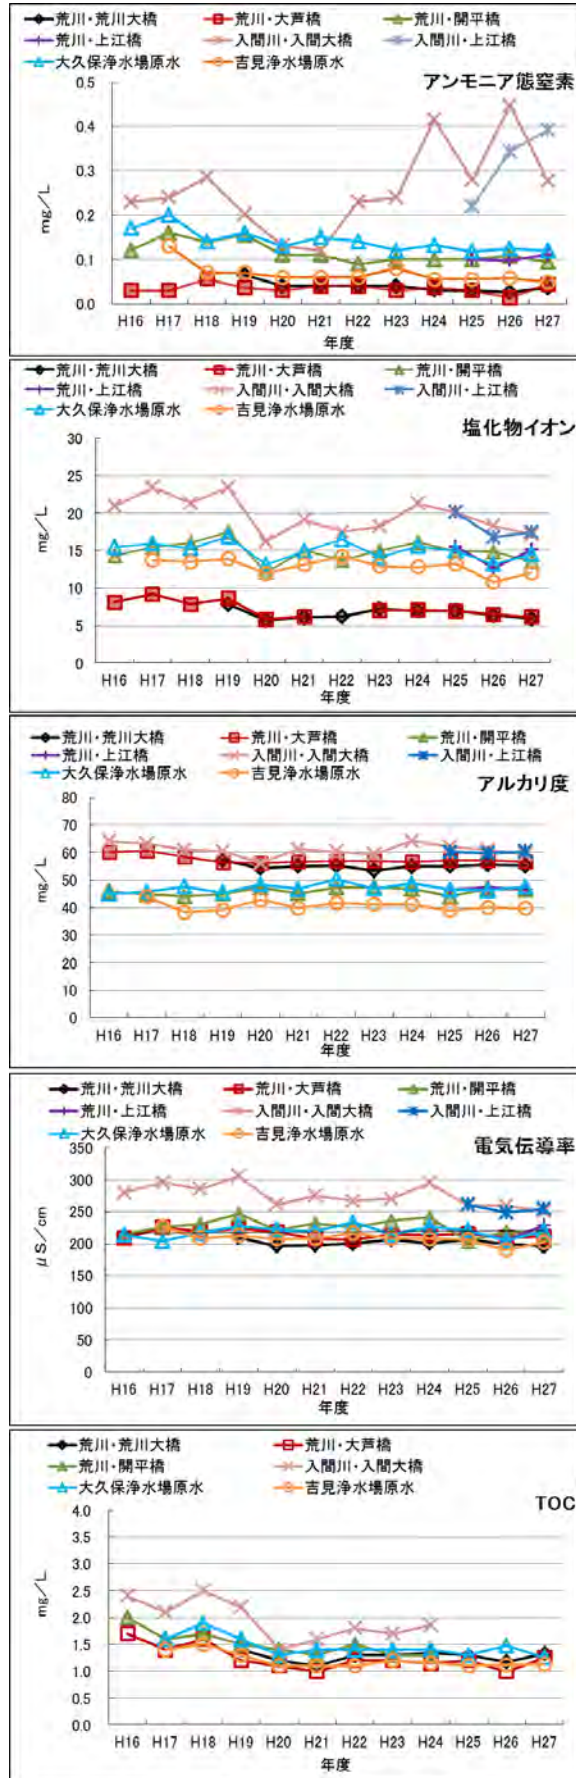 荒川・荒川大橋 荒川・大芦橋 荒川・開平橋
荒川・上江橋 入間川・入間大橋 入間川・上江橋
大久保浄水場原水 吉見浄水場原水
アンモニア態窒素
mg/L
0.5
0.4
0.3
0.2
0.1
0.0
H16 H17 H18 H19 H20 H21 H22 H23 H24 H25 H26 H27
年度
荒川・荒川大橋 荒川・大芦橋 荒川・開平橋
荒川・上江橋 入間川・入間大橋 入間川・上江橋
大久保浄水場原水 吉見浄水場原水
塩化物イオン
mg/L
30
25
20
15
10
5
0
H16 H17 H18 H19 H20 H21 H22 H23 H24 H25 H26 H27
年度
荒川・荒川大橋 荒川・大芦橋 荒川・開平橋
荒川・上江橋 入間川・入間大橋 入間川・上江橋
大久保浄水場原水 吉見浄水場原水
アルカリ度
mg/L
80
70
60
50
40
30
20
10
0
H16 H17 H18 H19 H20 H21 H22 H23 H24 H25 H26 H27
年度
荒川・荒川大橋 荒川・大芦橋 荒川・開平橋
荒川・上江橋 入間川・入間大橋 入間川・上江橋
大久保浄水場原水 吉見浄水場原水
電気伝導率
μS/cm
350
300
250
200
150
100
50
0
H16 H17 H18 H19 H20 H21 H22 H23 H24 H25 H26 H27
年度
荒川・荒川大橋 荒川・大芦橋
荒川・開平橋 入間川・入間大橋
大久保浄水場原水 吉見浄水場原水
TOC
mg/L
4.0
3.5
3.0
2.5
2.0
1.5
1.0
0.5
0.0
H16 H17 H18 H19 H20 H21 H22 H23 H24 H25 H26 H27
年度